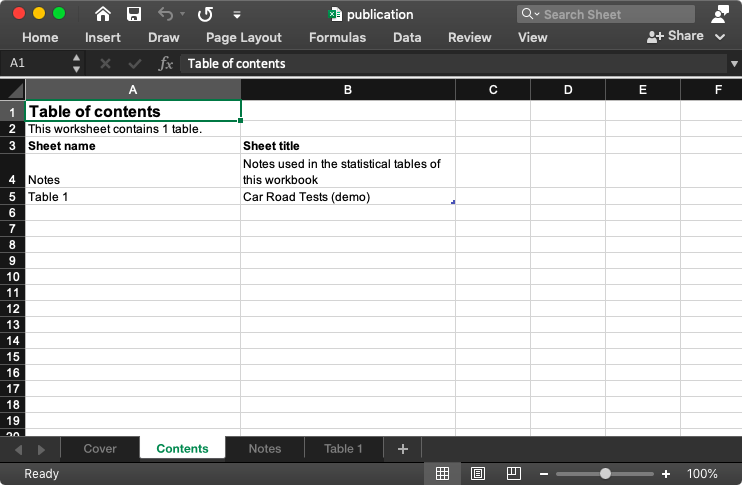 publication
Search Sheet
Home Insert Draw Page Layout Formulas Data Review View Share
A1 fx Table of contents
A B C D E F
1 Table of contents
2 This worksheet contains 1 table.
3 Sheet name Sheet title
Notes used in the statistical tables of
4 Notes this workbook
5 Table 1 Car Road Tests (demo)
6
7
8
9
10
11
12
13
14
15
16
17
18
19
20
Cover Contents Notes Table 1 +
Ready - + 100%